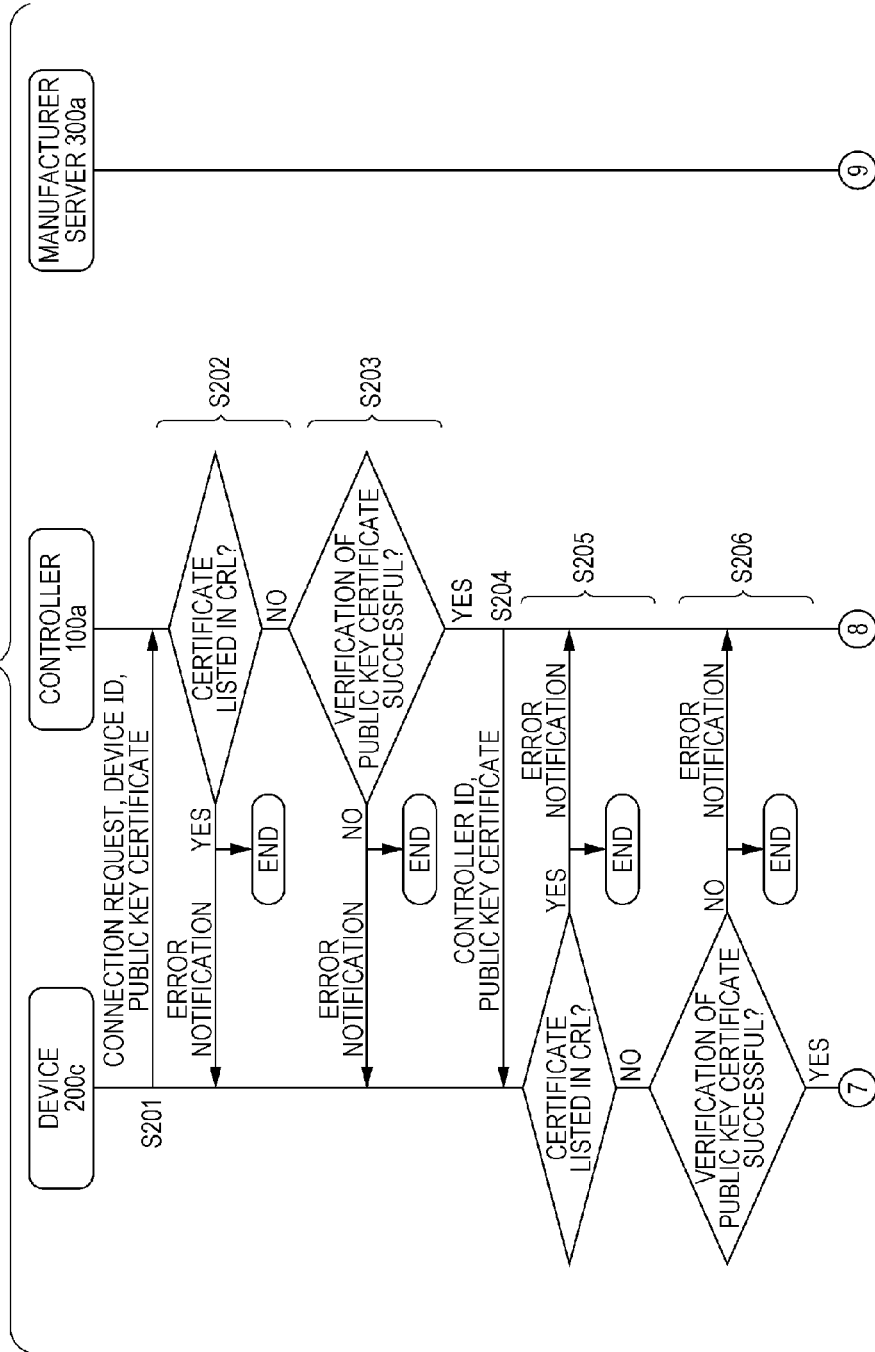 DEVICE
200c
CONTROLLER
100a
MANUFACTURER
SERVER 300a
S201
CONNECTION REQUEST, DEVICE ID,
PUBLIC KEY CERTIFICATE
CERTIFICATE
LISTED IN CRL?
S202
ERROR
NOTIFICATION
YES
END
NO
VERIFICATION OF
PUBLIC KEY CERTIFICATE
SUCCESSFUL?
S203
ERROR
NOTIFICATION
NO
END
YES
S204
CONTROLLER ID,
PUBLIC KEY CERTIFICATE
CERTIFICATE
LISTED IN CRL?
YES
ERROR
NOTIFICATION
S205
END
NO
VERIFICATION OF
PUBLIC KEY CERTIFICATE
SUCCESSFUL?
NO
ERROR
NOTIFICATION
S206
END
YES
7
8
9